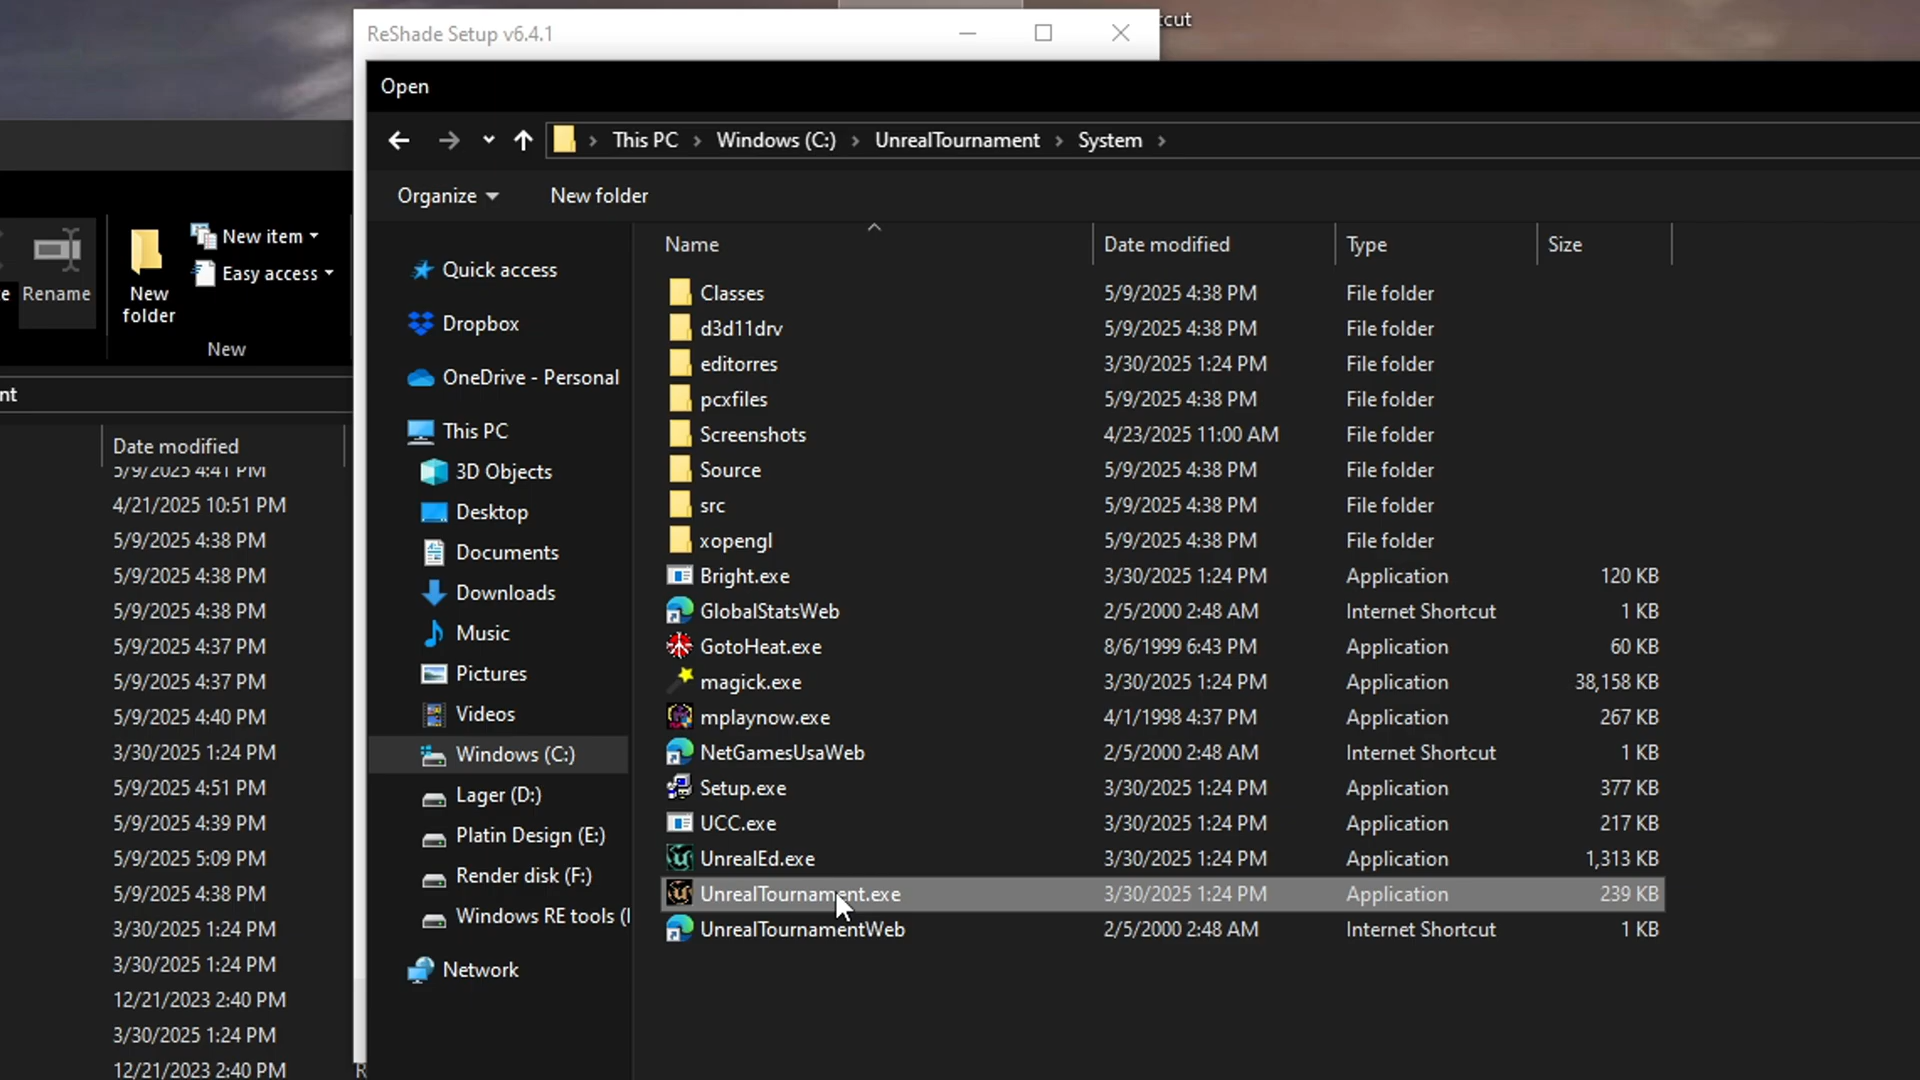 cut
ReShade Setup v6.4.1
Open
This PC > Windows (C:) > UnrealTournament > System >
Organize New folder
New item
Easy access
Rename
New folder
New
nt
Date modified
5/9/2025 4:41 PM
4/21/2025 10:51 PM
5/9/2025 4:38 PM
5/9/2025 4:38 PM
5/9/2025 4:38 PM
5/9/2025 4:37 PM
5/9/2025 4:37 PM
5/9/2025 4:40 PM
3/30/2025 1:24 PM
5/9/2025 4:51 PM
5/9/2025 4:39 PM
5/9/2025 5:09 PM
5/9/2025 4:38 PM
3/30/2025 1:24 PM
3/30/2025 1:24 PM
12/21/2023 2:40 PM
3/30/2025 1:24 PM
12/21/2023 2:40 PM
Quick access
Dropbox
OneDrive - Personal
This PC
3D Objects
Desktop
Documents
Downloads
Music
Pictures
Videos
Windows (C:)
Lager (D:)
Platin Design (E:)
Render disk (F:)
Windows RE tools (
Network
Name Date modified Type Size
Classes 5/9/2025 4:38 PM File folder
d3d11drv 5/9/2025 4:38 PM File folder
editorres 3/30/2025 1:24 PM File folder
pcxfiles 5/9/2025 4:38 PM File folder
Screenshots 4/23/2025 11:00 AM File folder
Source 5/9/2025 4:38 PM File folder
src 5/9/2025 4:38 PM File folder
xopengl 5/9/2025 4:38 PM File folder
Bright.exe 3/30/2025 1:24 PM Application 120 KB
GlobalStatsWeb 2/5/2000 2:48 AM Internet Shortcut 1 KB
GotoHeat.exe 8/6/1999 6:43 PM Application 60 KB
magick.exe 3/30/2025 1:24 PM Application 38,158 KB
mplaynow.exe 4/1/1998 4:37 PM Application 267 KB
NetGamesUsaWeb 2/5/2000 2:48 AM Internet Shortcut 1 KB
Setup.exe 3/30/2025 1:24 PM Application 377 KB
UCC.exe 3/30/2025 1:24 PM Application 217 KB
UnrealEd.exe 3/30/2025 1:24 PM Application 1,313 KB
UnrealTournament.exe 3/30/2025 1:24 PM Application 239 KB
UnrealTournamentWeb 2/5/2000 2:48 AM Internet Shortcut 1 KB